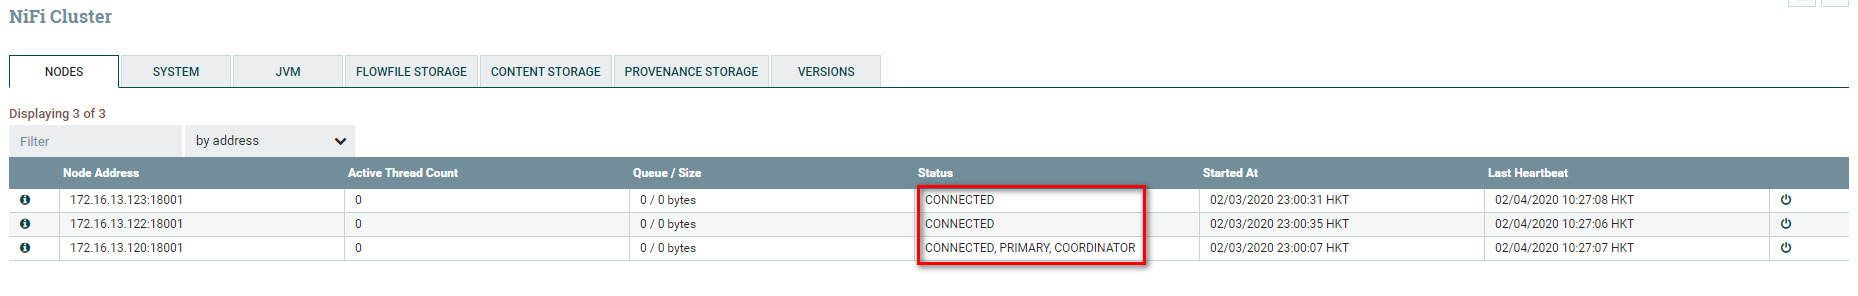 NiFi Cluster
NODES SYSTEM JVM FLOWFILE STORAGE CONTENT STORAGE PROVENANCE STORAGE VERSIONS
Displaying 3 of 3
Filter by address
Node Address Active Thread Count Queue / Size Status Started At Last Heartbeat
172.16.13.123:18001 0 0 / 0 bytes CONNECTED 02/03/2020 23:00:31 HKT 02/04/2020 10:27:08 HKT
172.16.13.122:18001 0 0 / 0 bytes CONNECTED 02/03/2020 23:00:35 HKT 02/04/2020 10:27:06 HKT
172.16.13.120:18001 0 0 / 0 bytes CONNECTED, PRIMARY, COORDINATOR 02/03/2020 23:00:07 HKT 02/04/2020 10:27:07 HKT